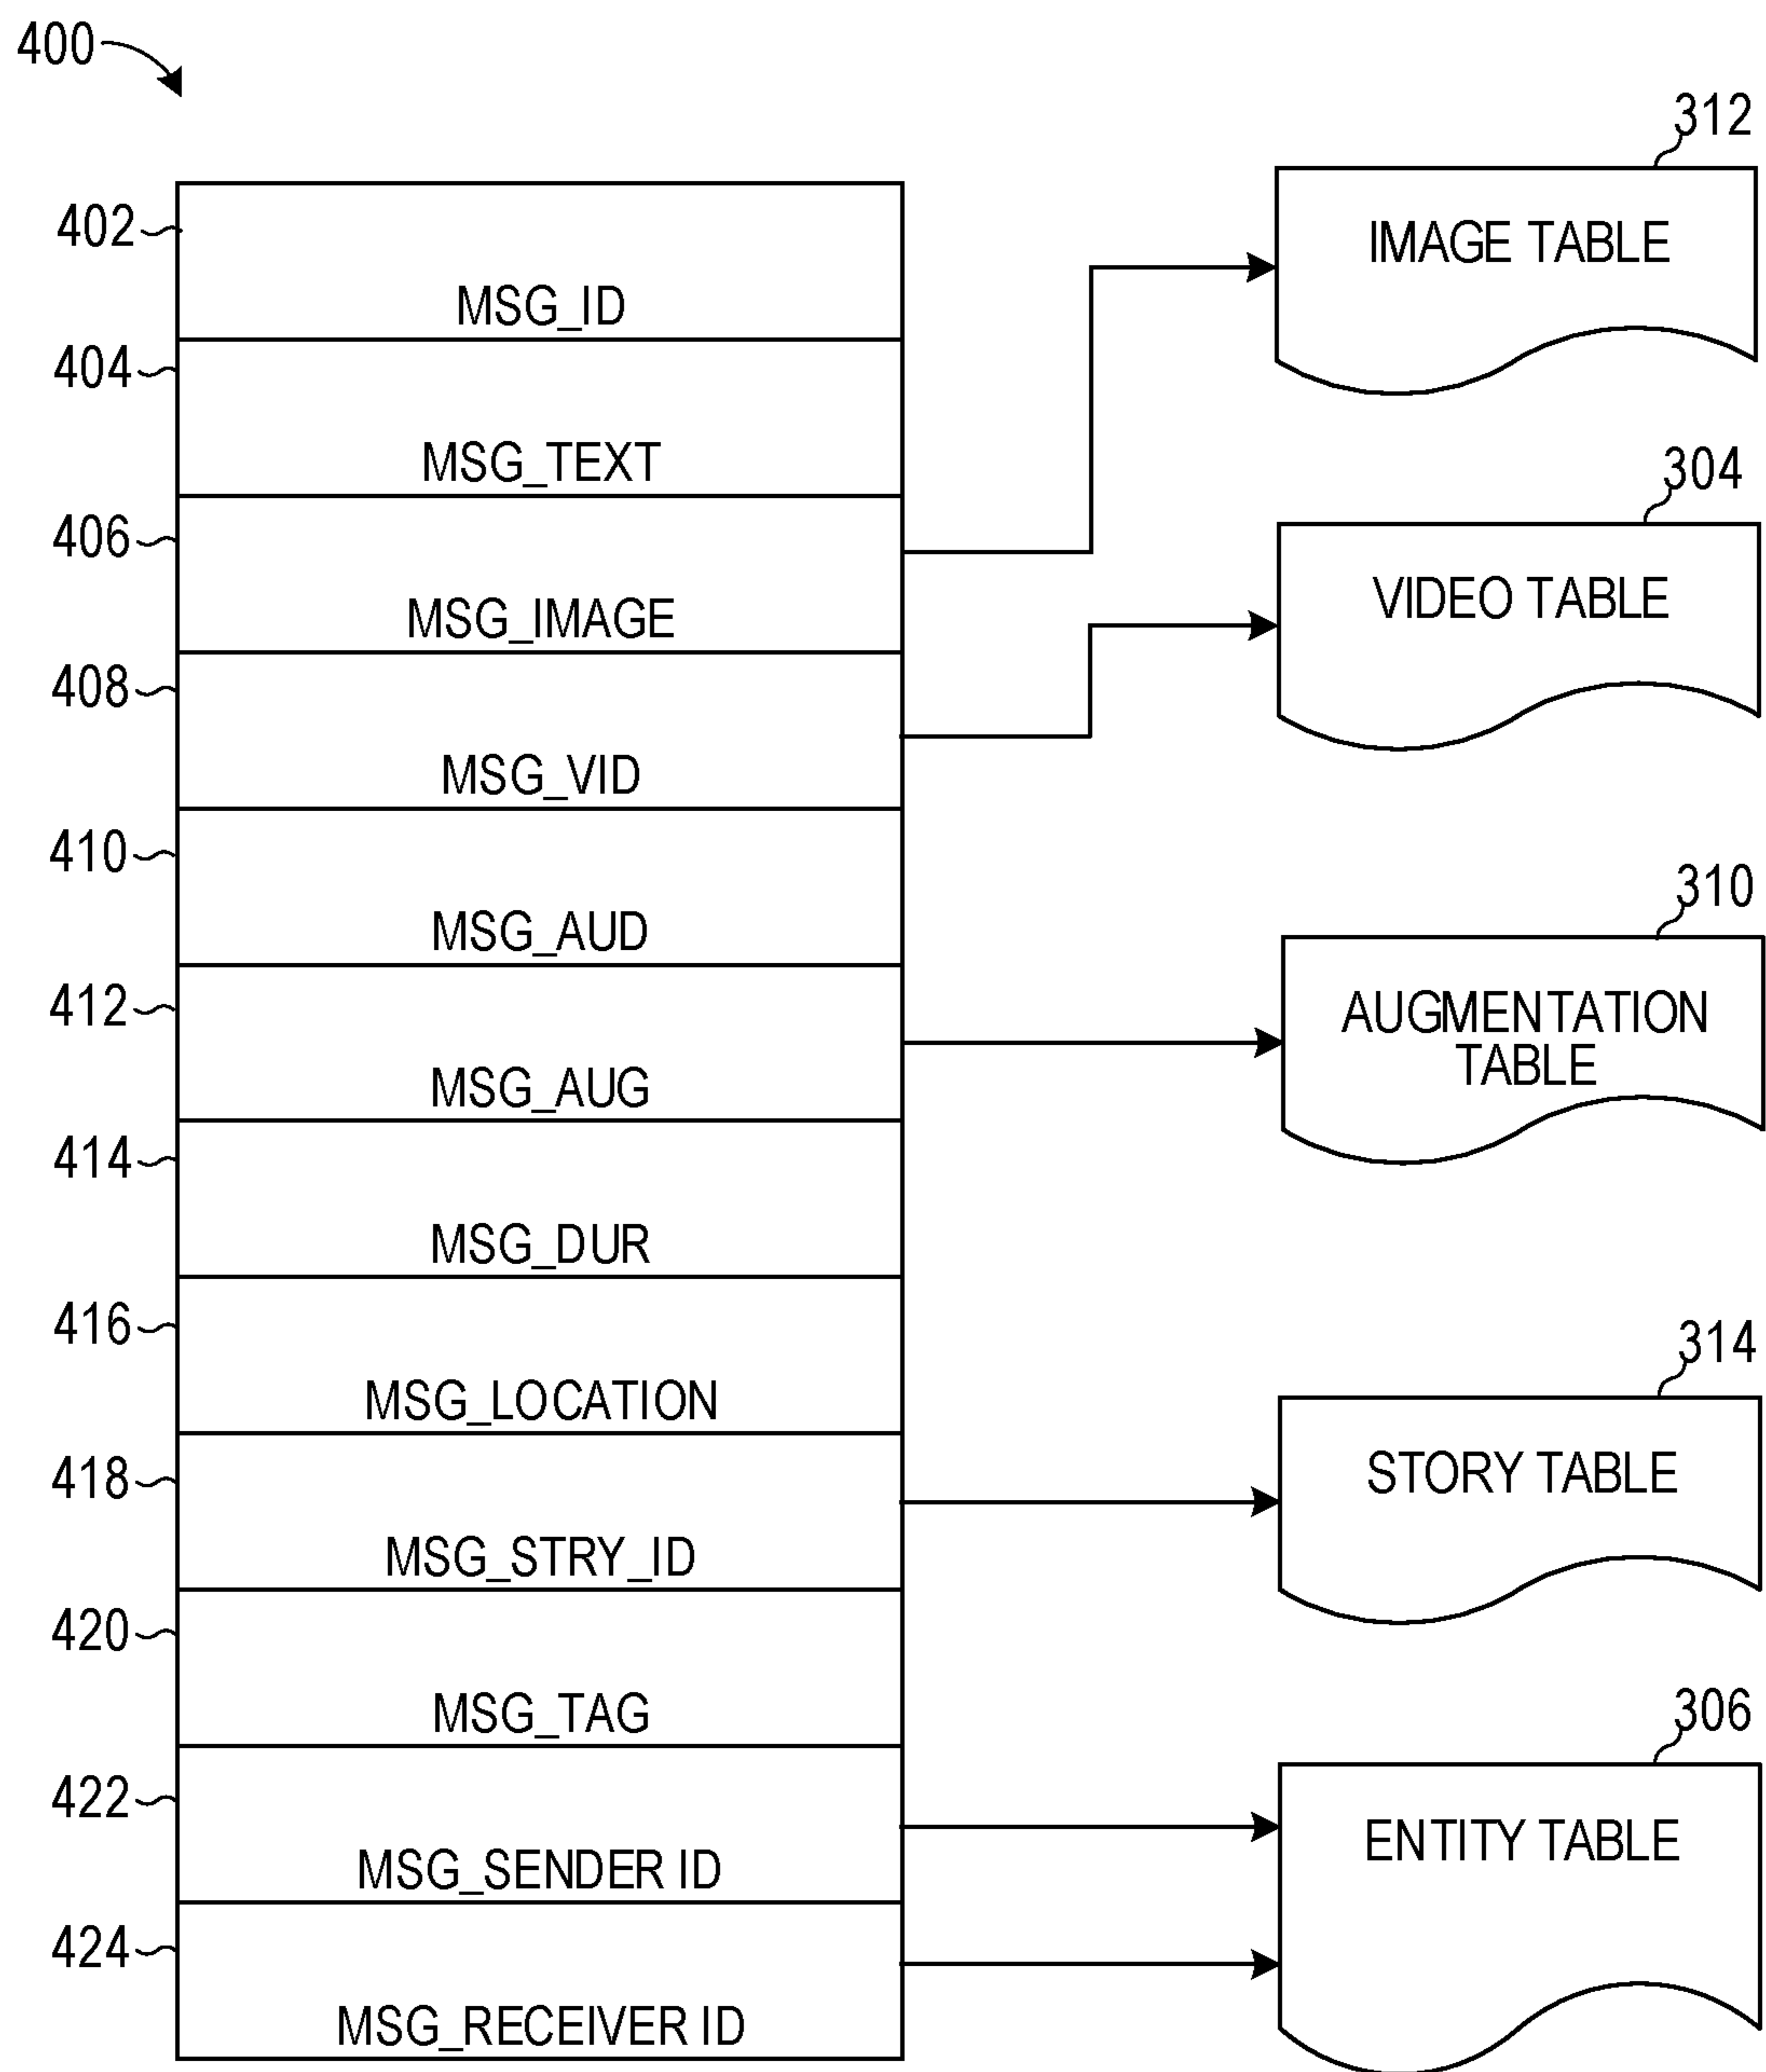 400
312
IMAGE TABLE
402
MSG_ID
404
MSG_TEXT
304
406
MSG_IMAGE
VIDEO TABLE
408
MSG_VID
410
MSG_AUD
310
412
MSG_AUG
AUGMENTATION
TABLE
414
MSG_DUR
416
MSG_LOCATION
314
418
MSG_STRY_ID
STORY TABLE
420
MSG_TAG
306
422
MSG_SENDER ID
ENTITY TABLE
424
MSG_RECEIVER ID